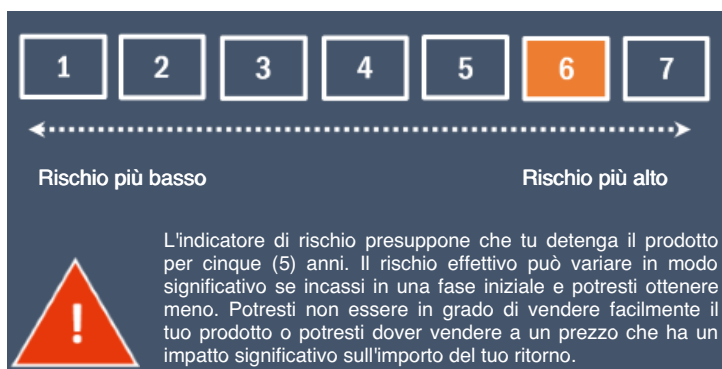 1 2 3 4 5 6 7
Rischio più basso Rischio più alto
L'indicatore di rischio presuppone che tu detenga il prodotto
per cinque (5) anni. Il rischio effettivo può variare in modo
significativo se incassi in una fase iniziale e potresti ottenere
meno. Potresti non essere in grado di vendere facilmente il
tuo prodotto o potresti dover vendere a un prezzo che ha un
impatto significativo sull'importo del tuo ritorno.
!